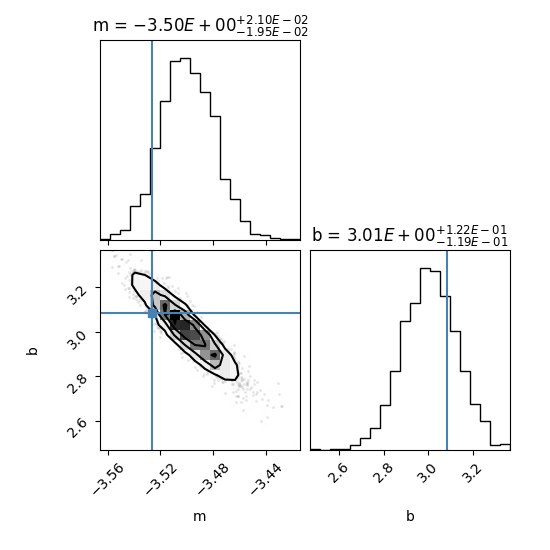 m = −3.50E + 00+2.10E − 02 −1.95E − 02
b = 3.01E + 00+1.22E − 01 −1.19E − 01
3.2
3.0
2.8
2.6
b
−3.56 −3.52 −3.48 −3.44
m
2.6 2.8 3.0 3.2
b